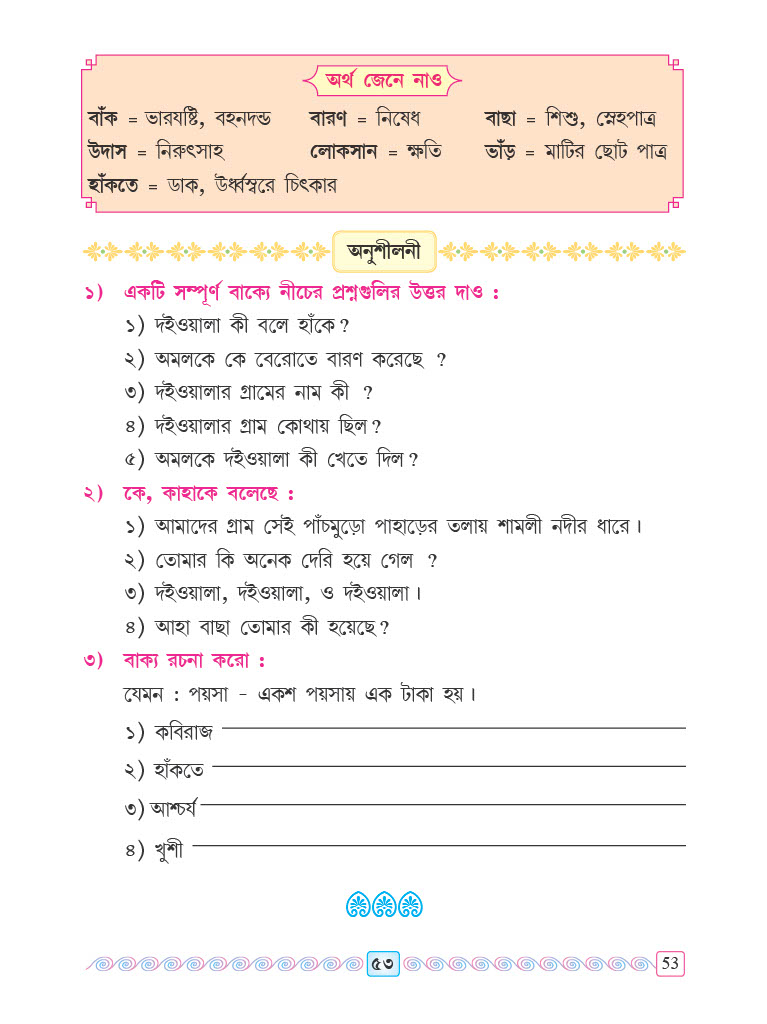 অর্থ জেনে নাও
বাঁক = ভারযষ্টি, বহনদন্ড বারণ = নিষেধ বাছা = শিশু, স্নেহপাত্র
উদাস = নিরুৎসাহ লোকসান = ক্ষতি ভাঁড় = মাটির ছোট পাত্র
হাঁকতে = ডাক, উর্ধ্বস্বরে চিৎকার
অনুশীলনী
১) একটি সম্পূর্ণ বাক্যে নীচের প্রশ্নগুলির উত্তর দাও :
১) দইওয়ালা কী বলে হাঁকে ?
২) অমলকে কে বেরোতে বারণ করেছে ?
৩) দইওয়ালার গ্রামের নাম কী ?
৪) দইওয়ালার গ্রাম কোথায় ছিল ?
৫) অমলকে দইওয়ালা কী খেতে দিল ?
২) কে, কাহাকে বলেছে :
১) আমাদের গ্রাম সেই পাঁচমুড়ো পাহাড়ের তলায় শামলী নদীর ধারে।
২) তোমার কি অনেক দেরি হয়ে গেল ?
৩) দইওয়ালা, দইওয়ালা, ও দইওয়ালা।
৪) আহা বাছা তোমার কী হয়েছে ?
৩) বাক্য রচনা করো :
যেমন : পয়সা - একশ পয়সায় এক টাকা হয়।
১) কবিরাজ
২) হাঁকতে
৩) আশ্চর্য
৪) খুশী
৫৩ 53